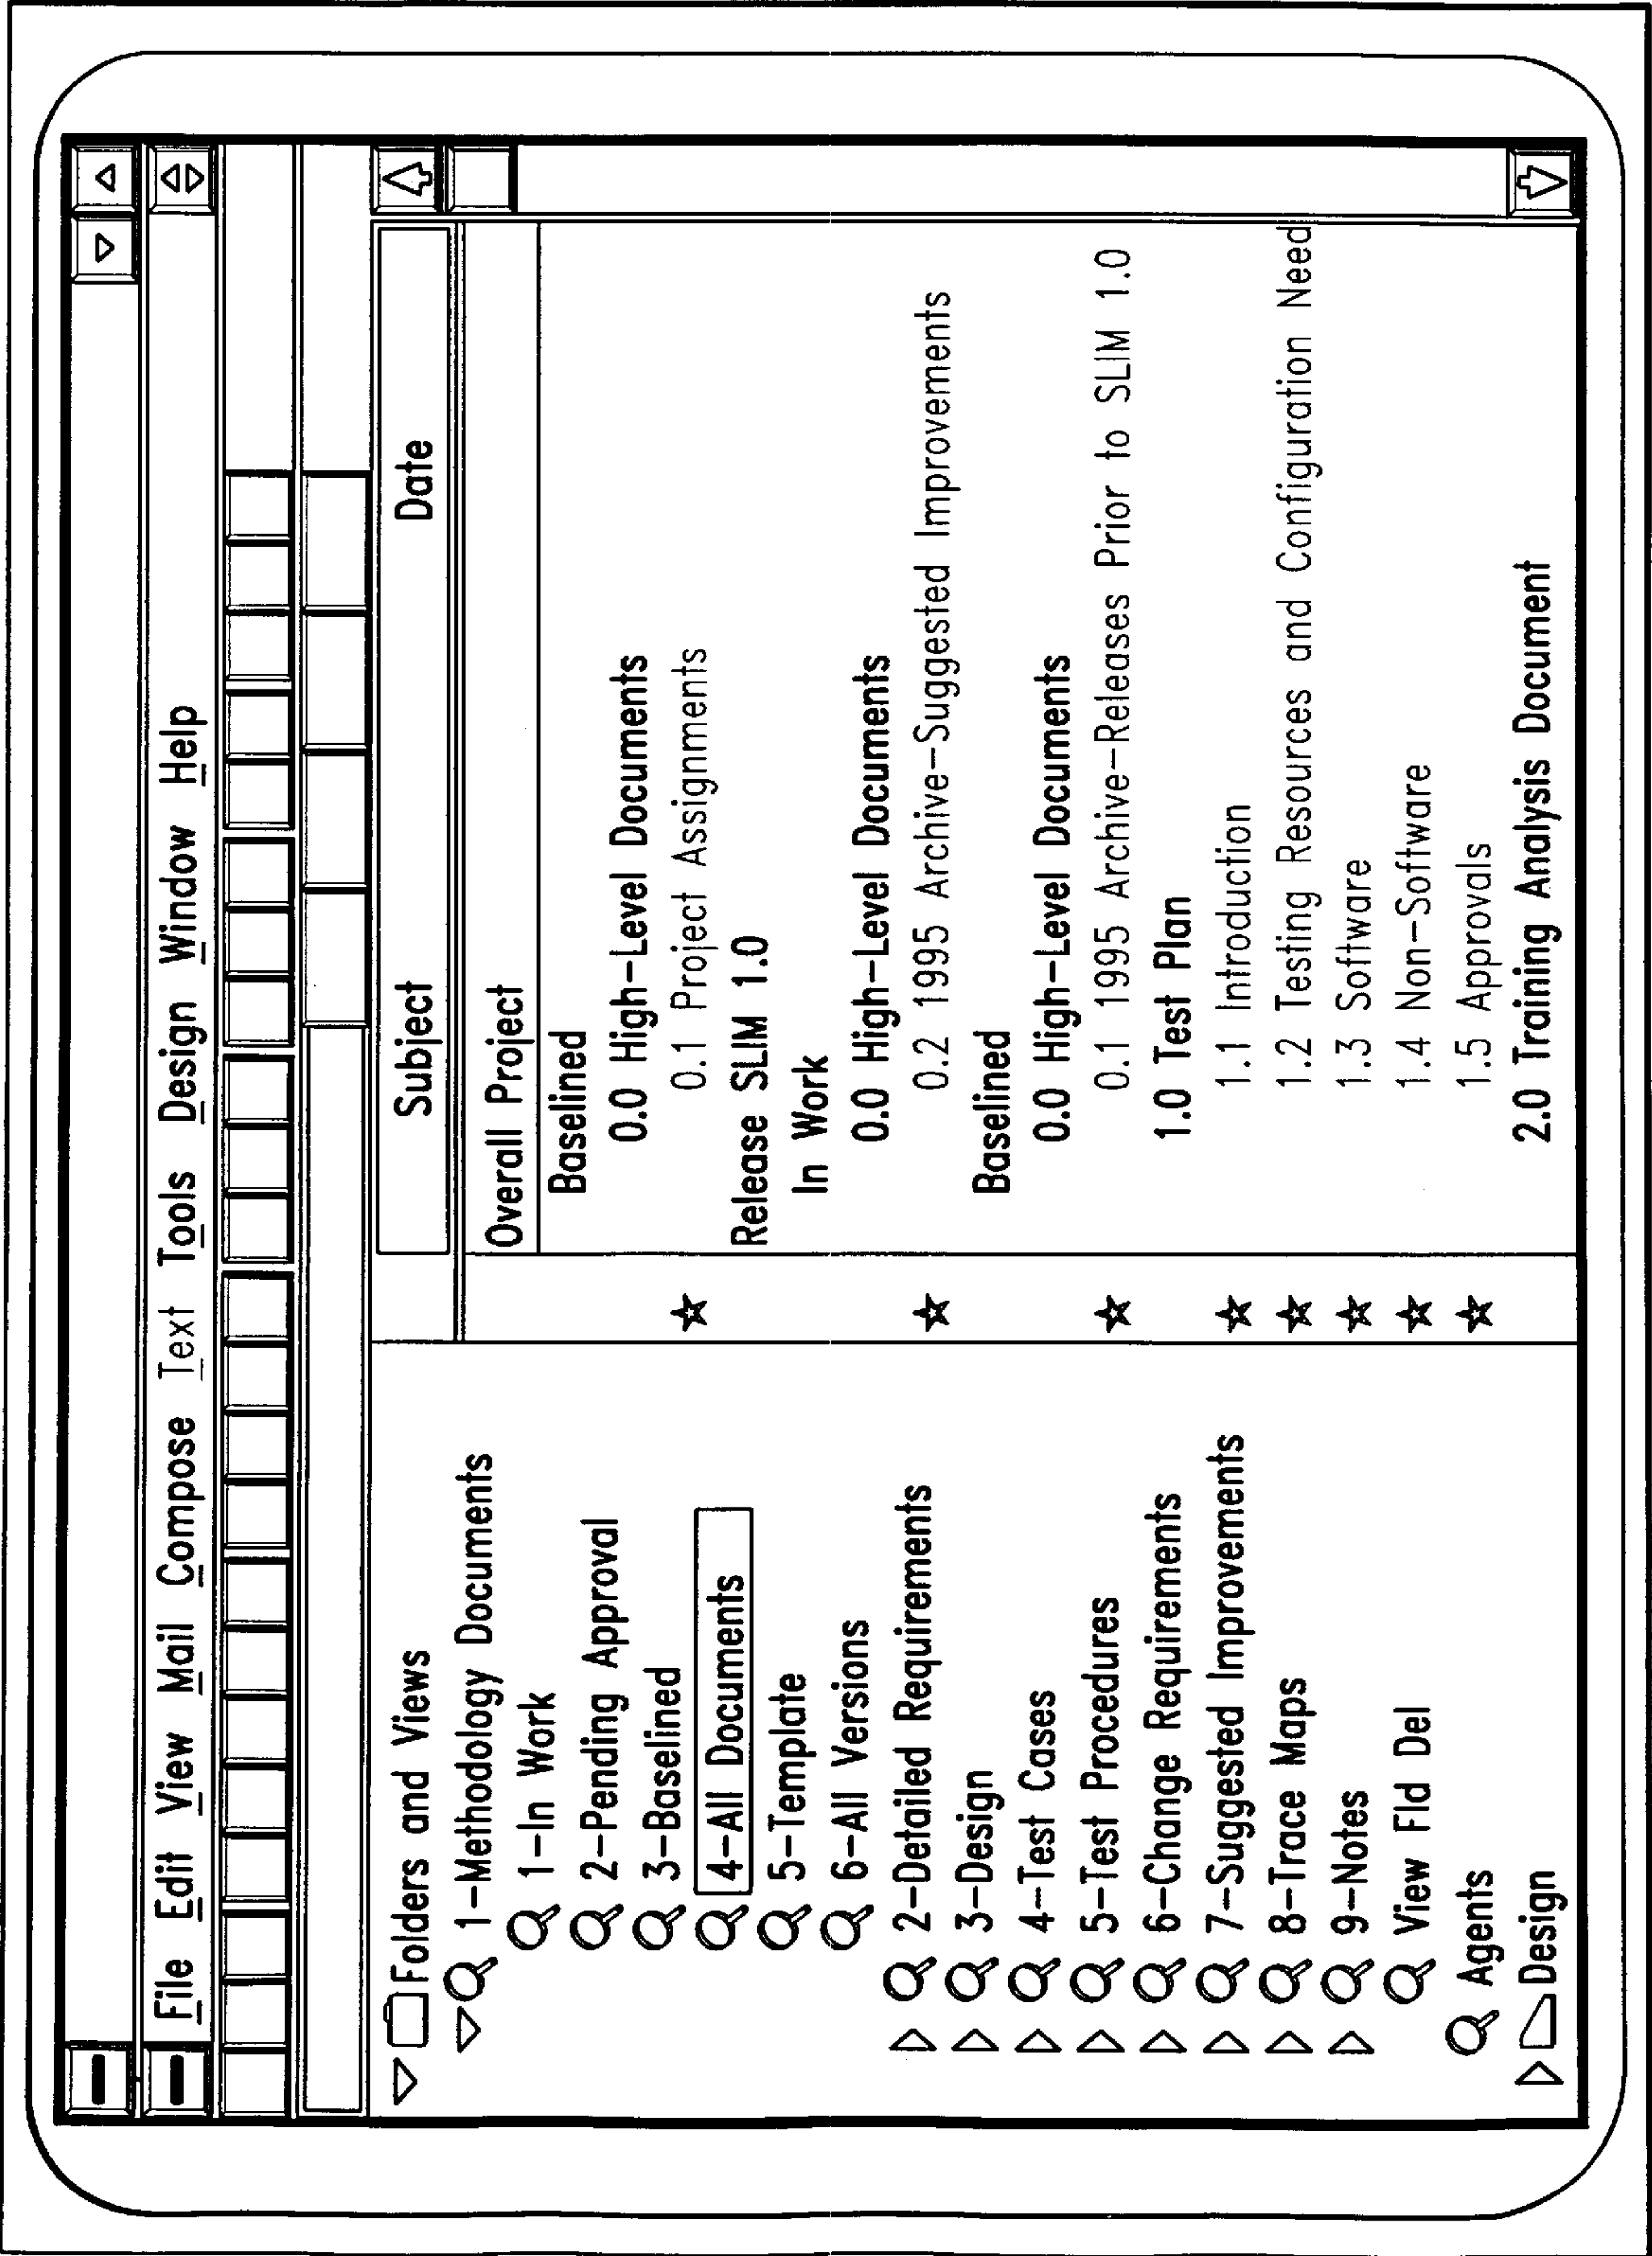 File Edit View Mail Compose Text Tools Design Window Help
Folders and Views
1-Methodology Documents
1-In Work
2-Pending Approval
3-Baselined
4-All Documents
5-Template
6-All Versions
2-Detailed Requirements
3-Design
4-Test Cases
5-Test Procedures
6-Change Requirements
7-Suggested Improvements
8-Trace Maps
9-Notes
View Fld Del
Agents
Design
Subject Date
Overall Project
Baselined
0.0 High-Level Documents
0.1 Project Assignments
Release SLIM 1.0
In Work
0.0 High-Level Documents
0.2 1995 Archive-Suggested Improvements
Baselined
0.0 High-Level Documents
0.1 1995 Archive-Releases Prior to SLIM 1.0
1.0 Test Plan
1.1 Introduction
1.2 Testing Resources and Configuration Need
1.3 Software
1.4 Non-Software
1.5 Approvals
2.0 Training Analysis Document